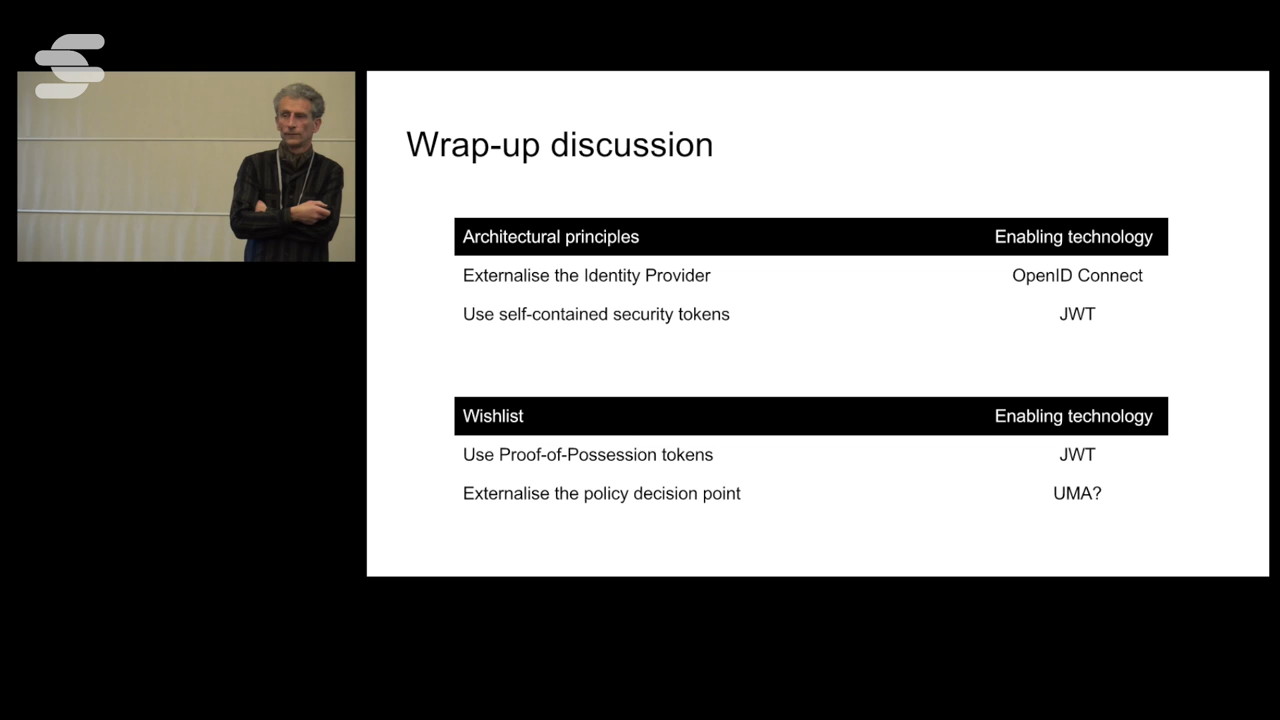 Wrap-up discussion
Architectural principles Enabling technology
Externalise the Identity Provider OpenID Connect
Use self-contained security tokens JWT
Wishlist Enabling technology
Use Proof-of-Possession tokens JWT
Externalise the policy decision point UMA?